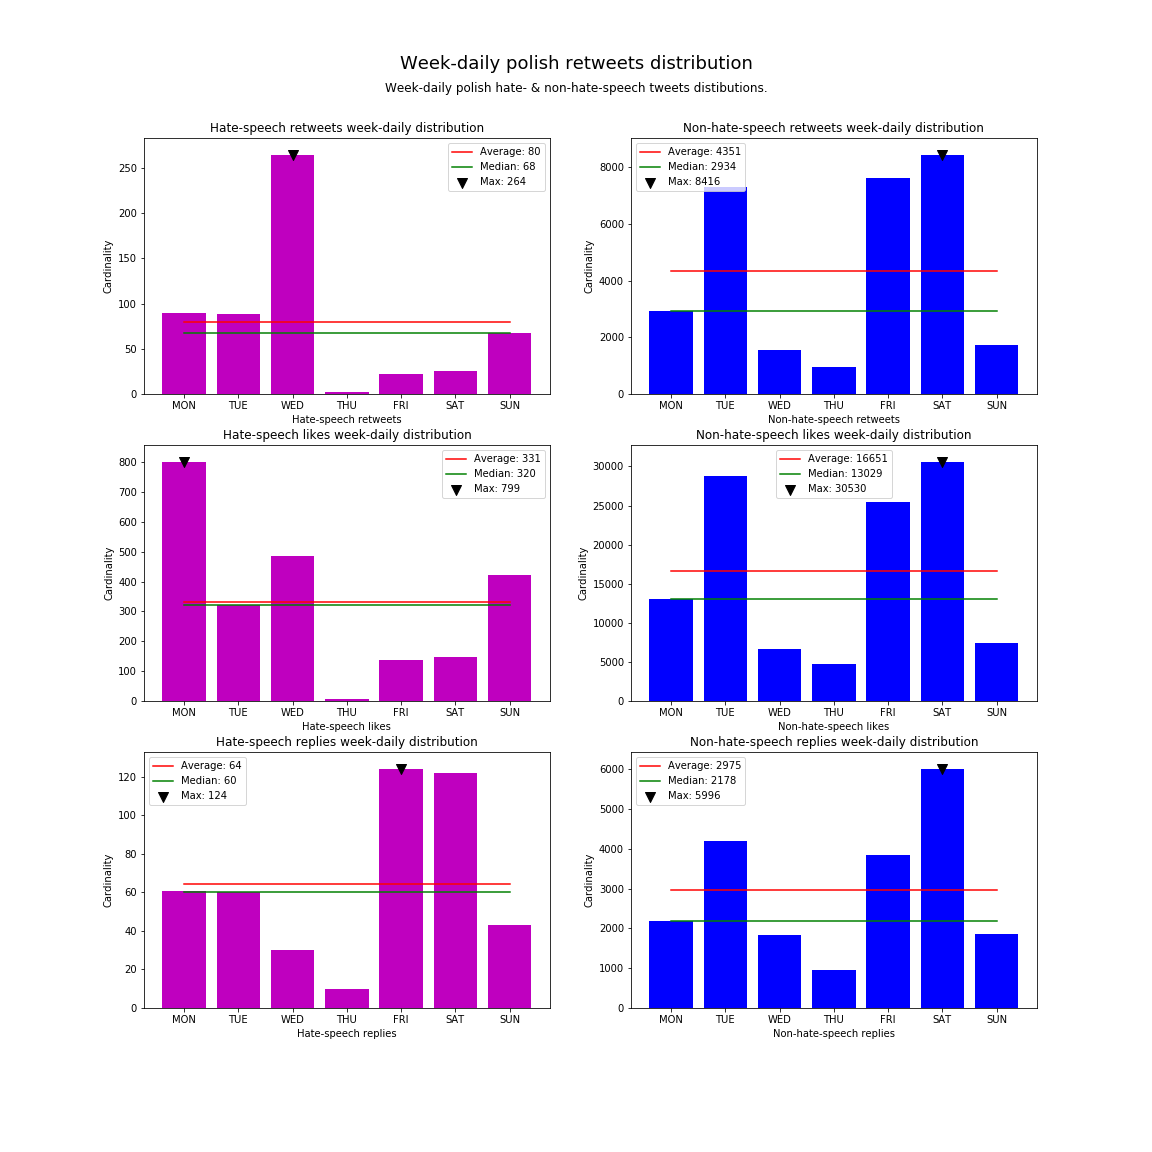 Week-daily polish retweets distribution
Week-daily polish hate- & non-hate-speech tweets distibutions.
Hate-speech retweets week-daily distribution
Average: 80
Median: 68
Max: 264
Cardinality
250
200
150
100
50
0
MON TUE WED THU FRI SAT SUN
Hate-speech retweets
Non-hate-speech retweets week-daily distribution
Average: 4351
Median: 2934
Max: 8416
Cardinality
8000
6000
4000
2000
0
MON TUE WED THU FRI SAT SUN
Non-hate-speech retweets
Hate-speech likes week-daily distribution
Average: 331
Median: 320
Max: 799
Cardinality
800
700
600
500
400
300
200
100
0
MON TUE WED THU FRI SAT SUN
Hate-speech likes
Non-hate-speech likes week-daily distribution
Average: 16651
Median: 13029
Max: 30530
Cardinality
30000
25000
20000
15000
10000
5000
0
MON TUE WED THU FRI SAT SUN
Non-hate-speech likes
Hate-speech replies week-daily distribution
Average: 64
Median: 60
Max: 124
Cardinality
120
100
80
60
40
20
0
MON TUE WED THU FRI SAT SUN
Hate-speech replies
Non-hate-speech replies week-daily distribution
Average: 2975
Median: 2178
Max: 5996
Cardinality
6000
5000
4000
3000
2000
1000
0
MON TUE WED THU FRI SAT SUN
Non-hate-speech replies